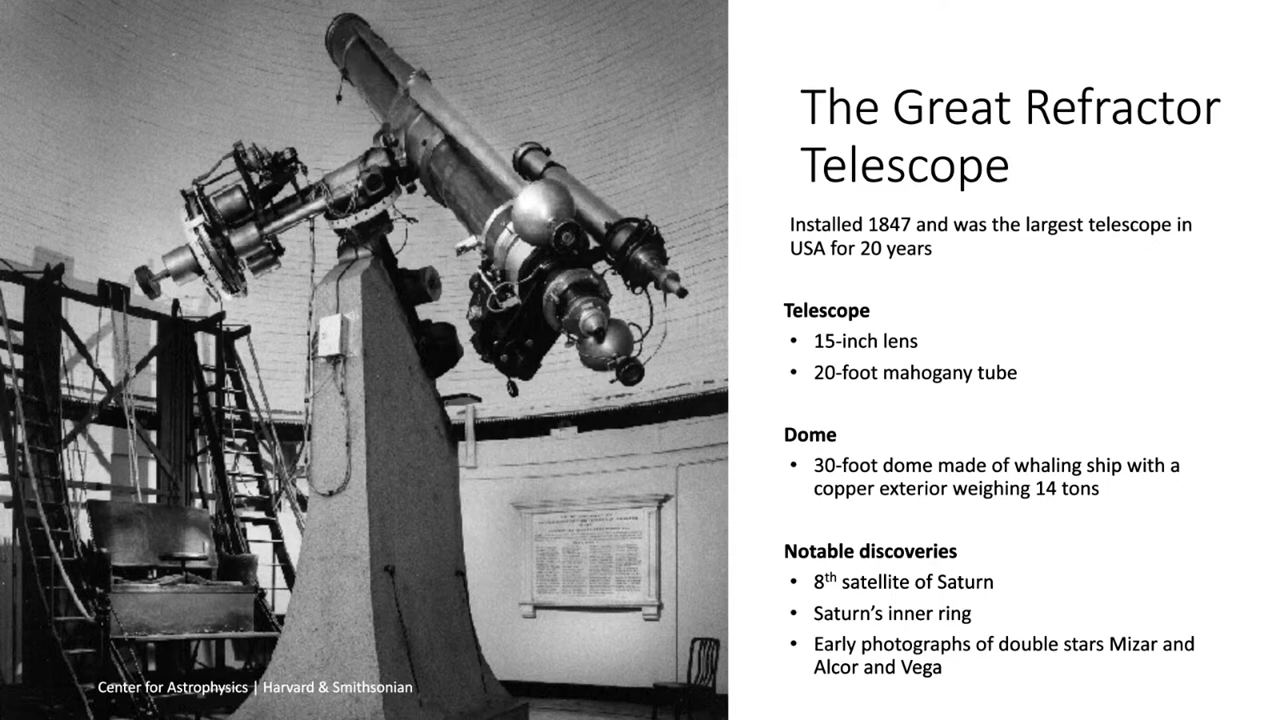 The Great Refractor
Telescope
Installed 1847 and was the largest telescope in
USA for 20 years
Telescope
• 15-inch lens
• 20-foot mahogany tube
Dome
• 30-foot dome made of whaling ship with a
copper exterior weighing 14 tons
Notable discoveries
• 8th satellite of Saturn
• Saturn’s inner ring
• Early photographs of double stars Mizar and
Alcor and Vega
Center for Astrophysics | Harvard & Smithsonian